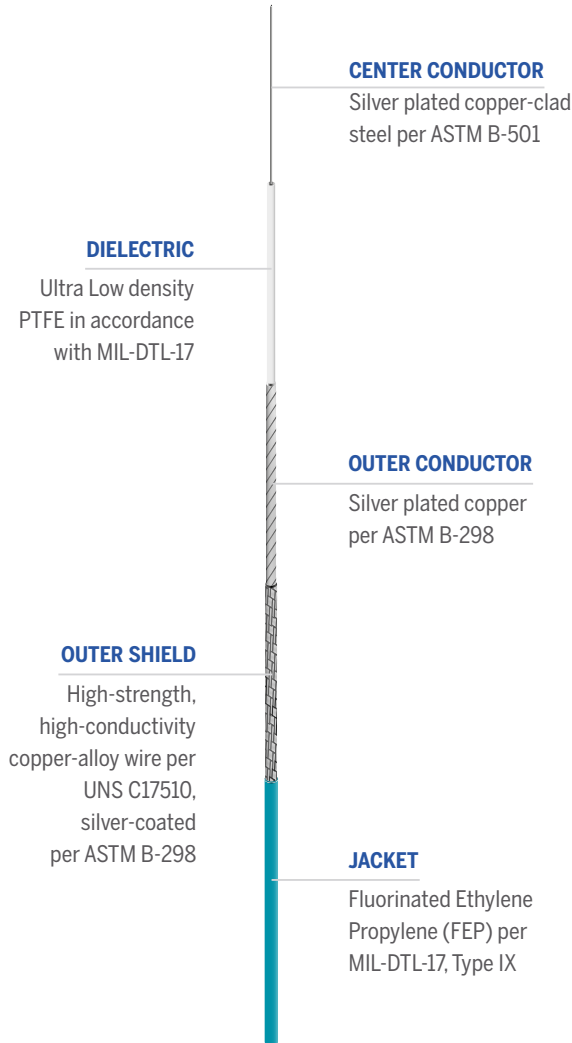 CENTER CONDUCTOR
Silver plated copper-clad
steel per ASTM B-501
DIELECTRIC
Ultra Low density
PTFE in accordance
with MIL-DTL-17
OUTER CONDUCTOR
Silver plated copper
per ASTM B-298
OUTER SHIELD
High-strength,
high-conductivity
copper-alloy wire per
UNS C17510,
silver-coated
per ASTM B-298
JACKET
Fluorinated Ethylene
Propylene (FEP) per
MIL-DTL-17, Type IX